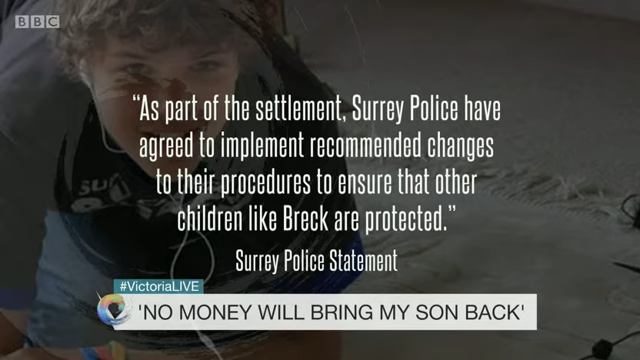 BBC
“As part of the settlement, Surrey Police have
agreed to implement recommended changes
to their procedures to ensure that other
children like Breck are protected.”
Surrey Police Statement
#VictoriaLIVE
'NO MONEY WILL BRING MY SON BACK'